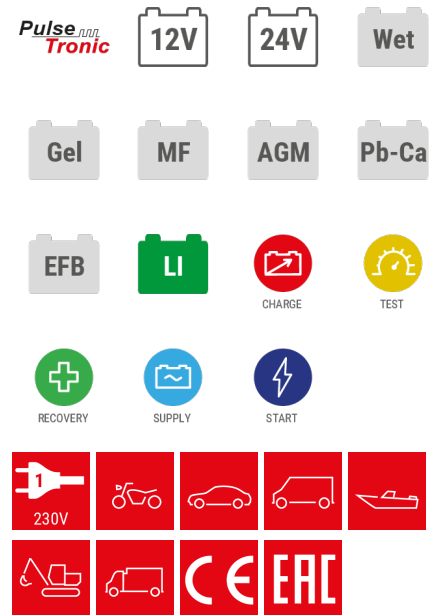 Pulse
Tronic
12V
24V
Wet
Gel
MF
AGM
Pb-Ca
EFB
LI
CHARGE
TEST
RECOVERY
SUPPLY
START
1
230V
CE
EAC